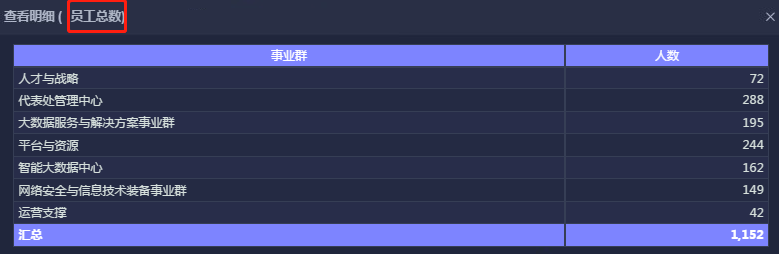 查看明细 ( 员工总数)
事业群 人数
人才与战略 72
代表处管理中心 288
大数据服务与解决方案事业群 195
平台与资源 244
智能大数据中心 162
网络安全与信息技术装备事业群 149
运营支撑 42
汇总 1,152